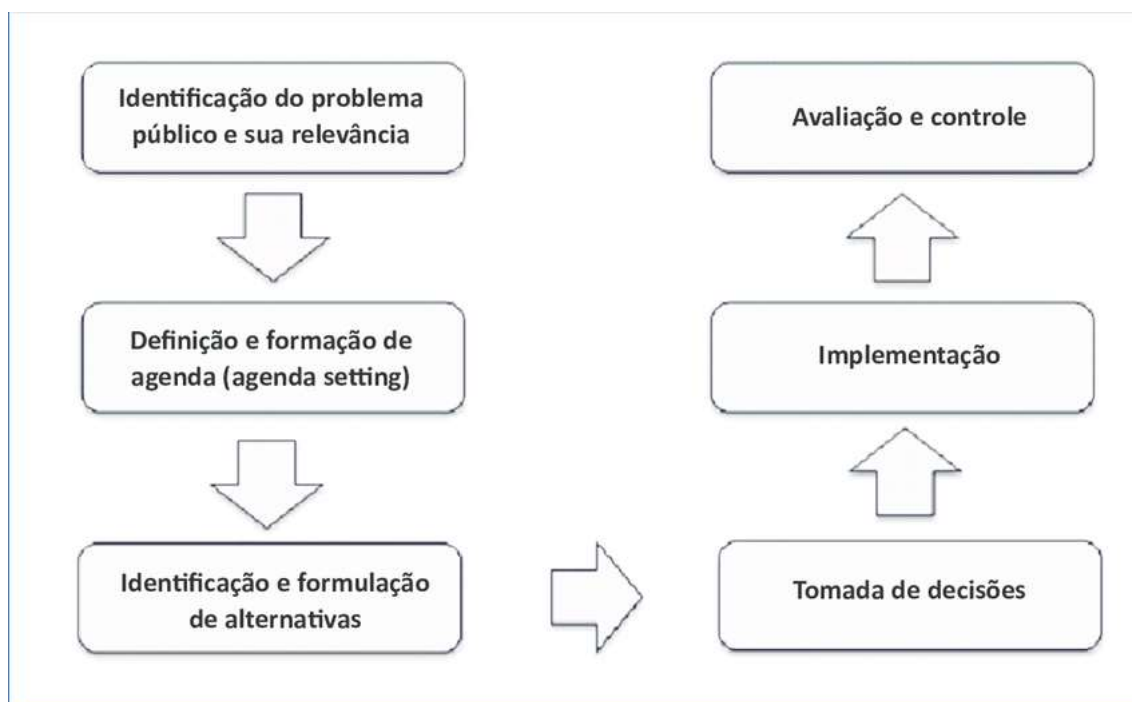 Identificação do problema
público e sua relevância
Definição e formação de
agenda (agenda setting)
Identificação e formulação
de alternativas
Tomada de decisões
Implementação
Avaliação e controle